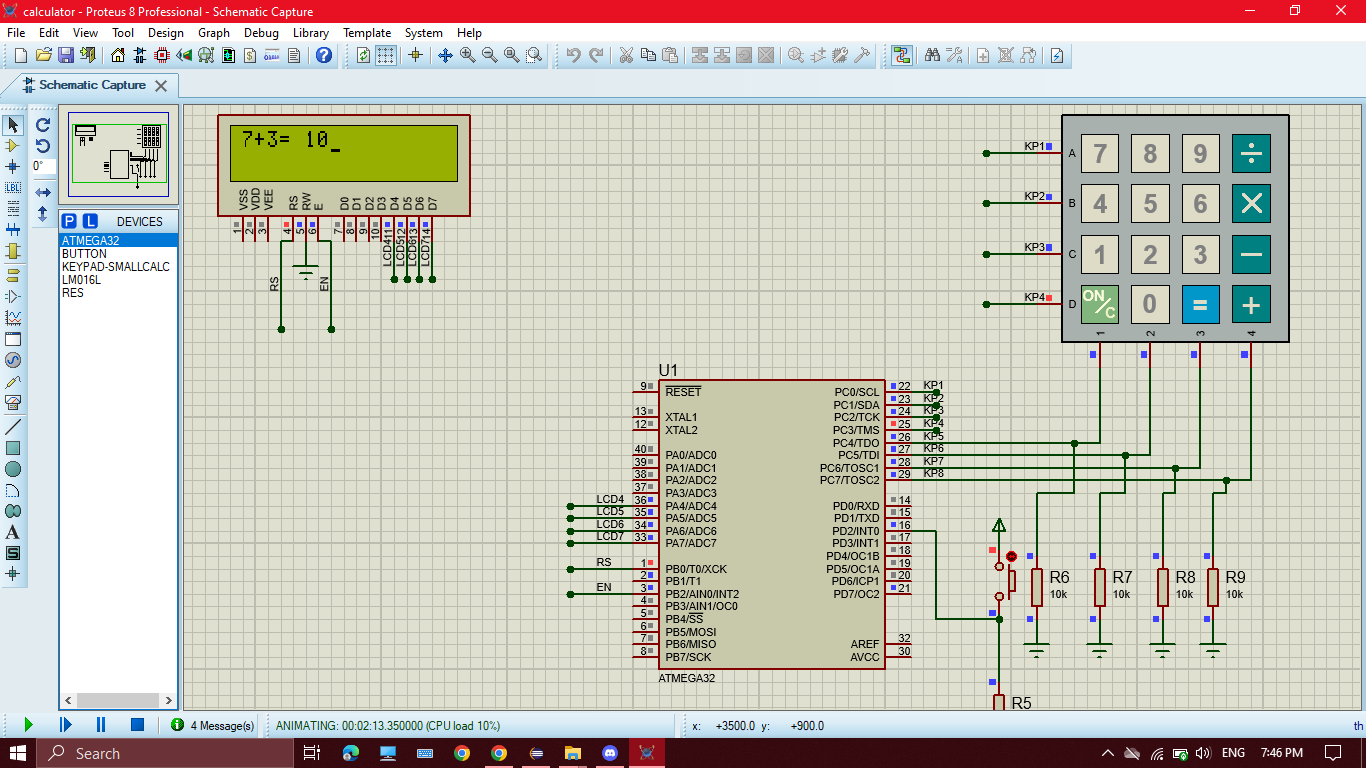 calculator - Proteus 8 Professional - Schematic Capture
File Edit View Tool Design Graph Debug Library Template System Help
Schematic Capture
0°
LBL
P L DEVICES
ATMEGA32
BUTTON
KEYPAD-SMALLCALC
LM016L
RES
A
S
7+3= 10_
VSS VDD VEE RS RW E D0 D1 D2 D3 D4 D5 D6 D7
1 2 3 4 5 6 7 8 9 10 11 12 13 14
LCD4 LCD5 LCD6 LCD7
RS EN
KP1 A 7 8 9 ÷
KP2 B 4 5 6 ×
KP3 C 1 2 3 −
KP4 D ON/C 0 = +
1 2 3 4
U1
9 RESET
13 XTAL1
12 XTAL2
40 PA0/ADC0
39 PA1/ADC1
38 PA2/ADC2
37 PA3/ADC3
LCD4 36 PA4/ADC4
LCD5 35 PA5/ADC5
LCD6 34 PA6/ADC6
LCD7 33 PA7/ADC7
RS 1 PB0/T0/XCK
2 PB1/T1
EN 3 PB2/AIN0/INT2
4 PB3/AIN1/OC0
5 PB4/SS
6 PB5/MOSI
7 PB6/MISO
8 PB7/SCK
PC0/SCL 22 KP1
PC1/SDA 23 KP2
PC2/TCK 24 KP3
PC3/TMS 25 KP4
PC4/TDO 26 KP5
PC5/TDI 27 KP6
PC6/TOSC1 28 KP7
PC7/TOSC2 29 KP8
PD0/RXD 14
PD1/TXD 15
PD2/INT0 16
PD3/INT1 17
PD4/OC1B 18
PD5/OC1A 19
PD6/ICP1 20
PD7/OC2 21
AREF 32
AVCC 30
ATMEGA32
R6
10k
R7
10k
R8
10k
R9
10k
R5
4 Message(s) ANIMATING: 00:02:13.350000 (CPU load 10%) x: +3500.0 y: +900.0 th
Search ENG 7:46 PM